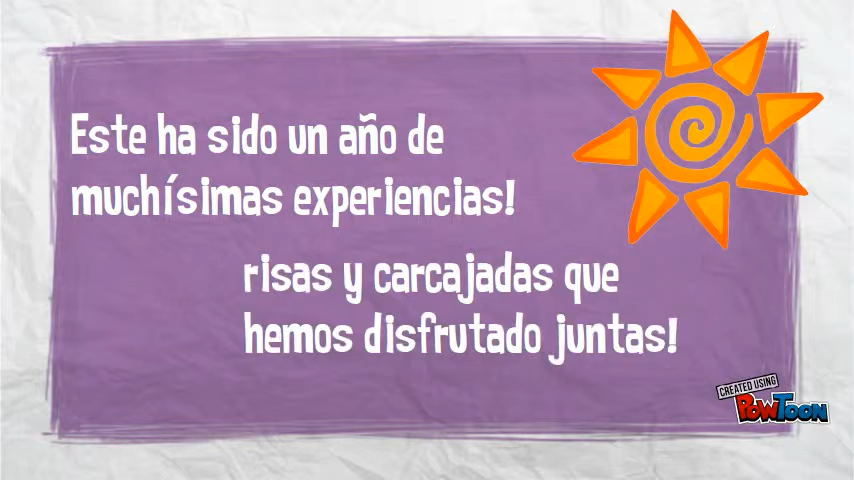 Este ha sido un año de
muchísimas experiencias!
risas y carcajadas que
hemos disfrutado juntas!
CREATED USING
POWTOON